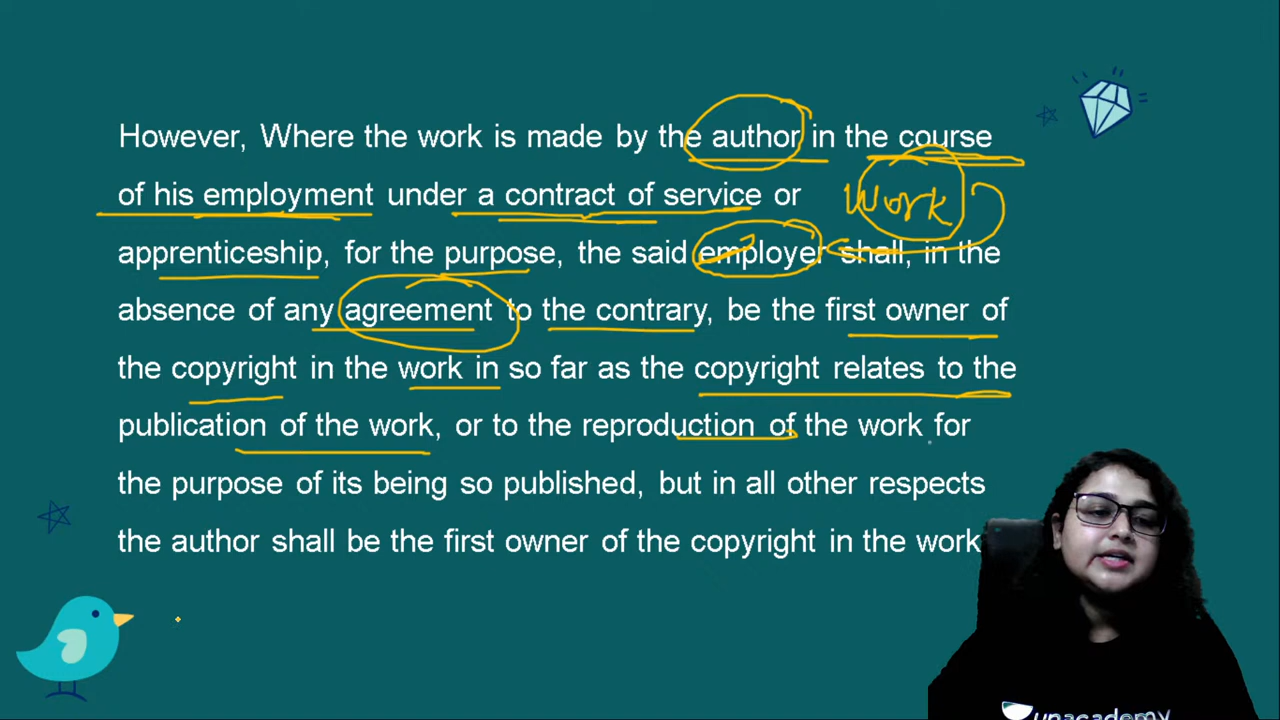 However, Where the work is made by the author in the course
of his employment under a contract of service or
work
apprenticeship, for the purpose, the said employer shall, in the
absence of any agreement to the contrary, be the first owner of
the copyright in the work in so far as the copyright relates to the
publication of the work, or to the reproduction of the work for
the purpose of its being so published, but in all other respects
the author shall be the first owner of the copyright in the work
unacademy